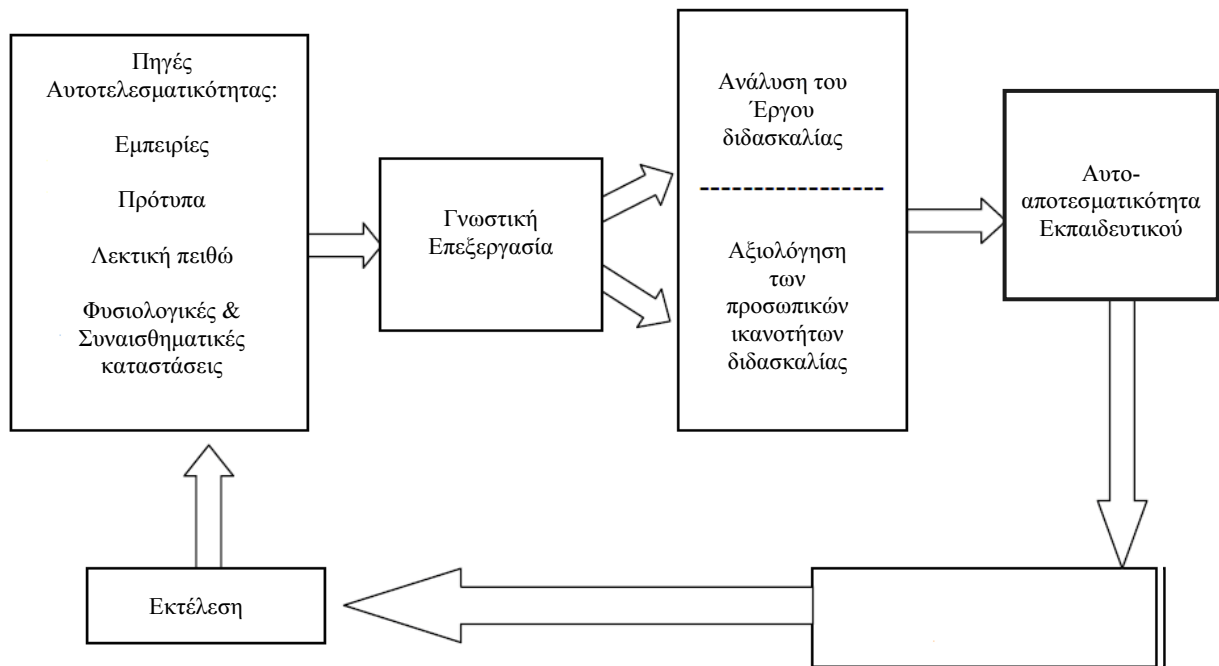 Πηγές
Αυτοτελεσματικότητας:
Εμπειρίες
Πρότυπα
Λεκτική πειθώ
Φυσιολογικές &
Συναισθηματικές
καταστάσεις
Γνωστική
Επεξεργασία
Ανάλυση του
Έργου
διδασκαλίας
-----------------
Αξιολόγηση
των
προσωπικών
ικανοτήτων
διδασκαλίας
Αυτο-
αποτεσματικότητα
Εκπαιδευτικού
Εκτέλεση